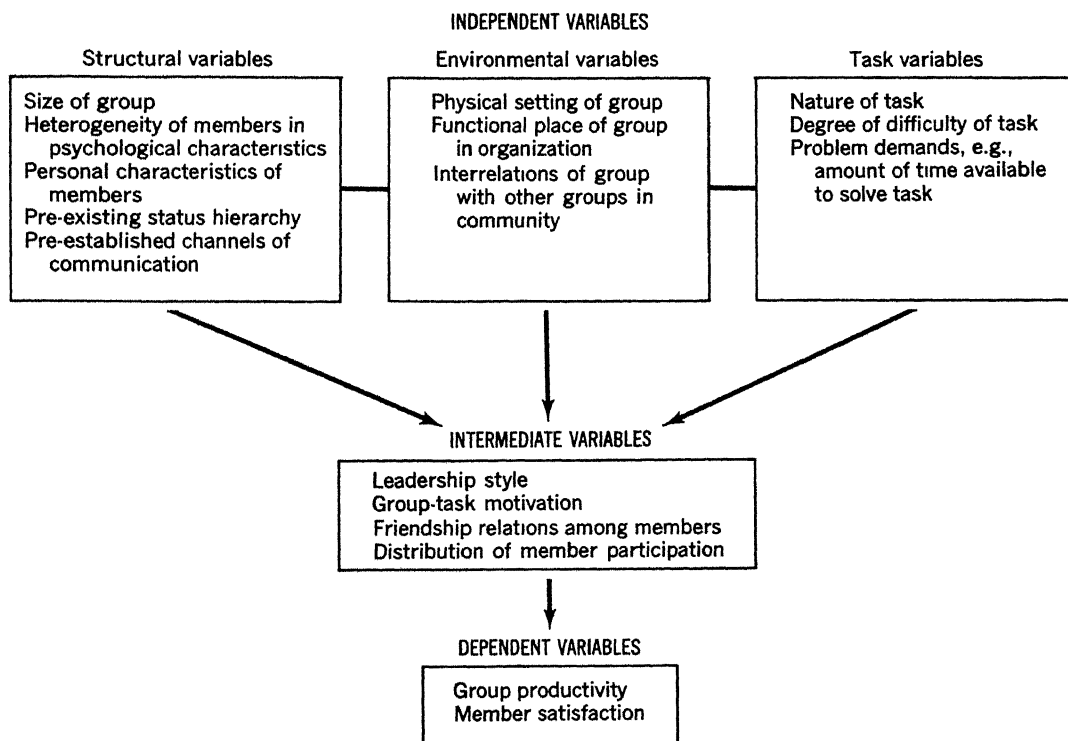 INDEPENDENT VARIABLES
Structural variables
Size of group
Heterogeneity of members in
psychological characteristics
Personal characteristics of
members
Pre-existing status hierarchy
Pre-established channels of
communication
Environmental variables
Physical setting of group
Functional place of group
in organization
Interrelations of group
with other groups in
community
Task variables
Nature of task
Degree of difficulty of task
Problem demands, e.g.,
amount of time available
to solve task
INTERMEDIATE VARIABLES
Leadership style
Group-task motivation
Friendship relations among members
Distribution of member participation
DEPENDENT VARIABLES
Group productivity
Member satisfaction